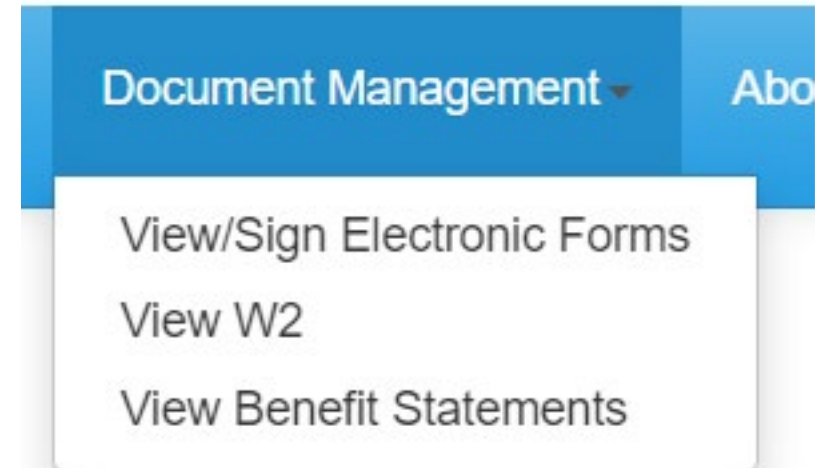 Document Management
Abo
View/Sign Electronic Forms
View W2
View Benefit Statements